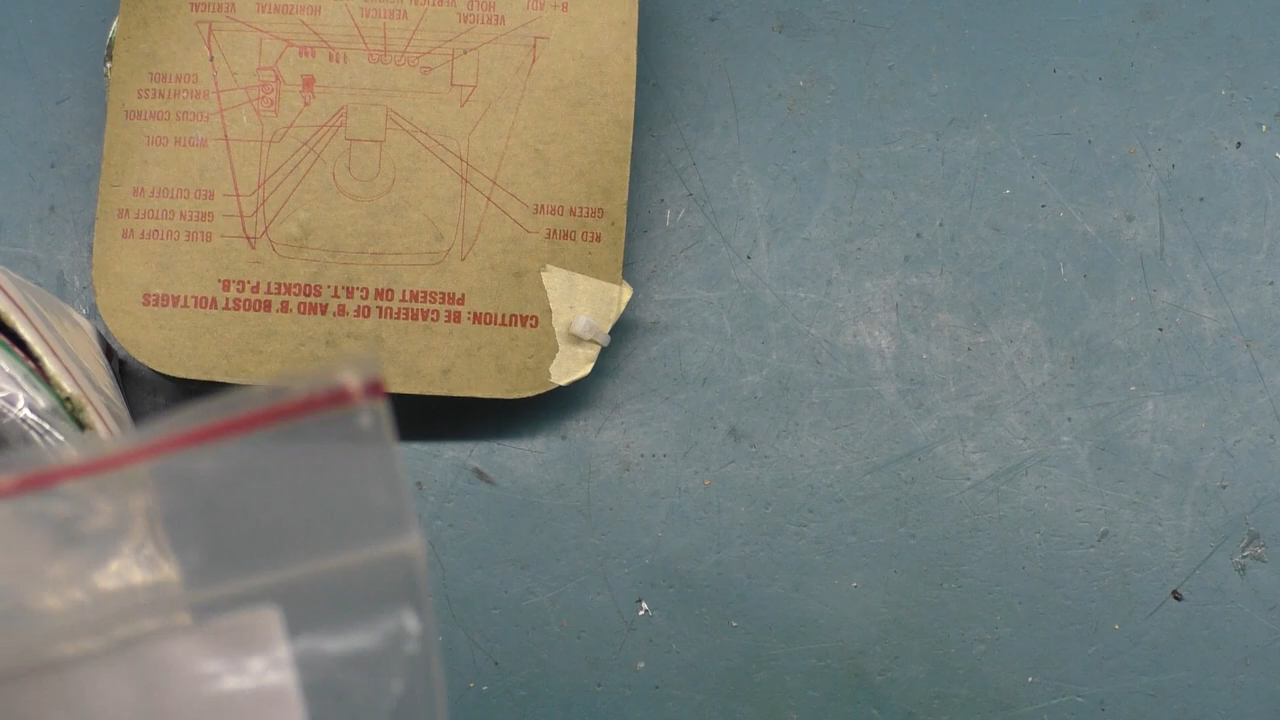 CAUTION: BE CAREFUL OF 'B' AND 'B' BOOST VOLTAGES
PRESENT ON C.R.T. SOCKET P.C.B.
RED DRIVE
GREEN DRIVE
BLUE CUTOFF VR
GREEN CUTOFF VR
RED CUTOFF VR
WIDTH COIL
FOCUS CONTROL
BRIGHTNESS
CONTROL
B + ADJ
VERTICAL
HOLD
VERTICAL
VERTICAL
HORIZONTAL
VERTICAL